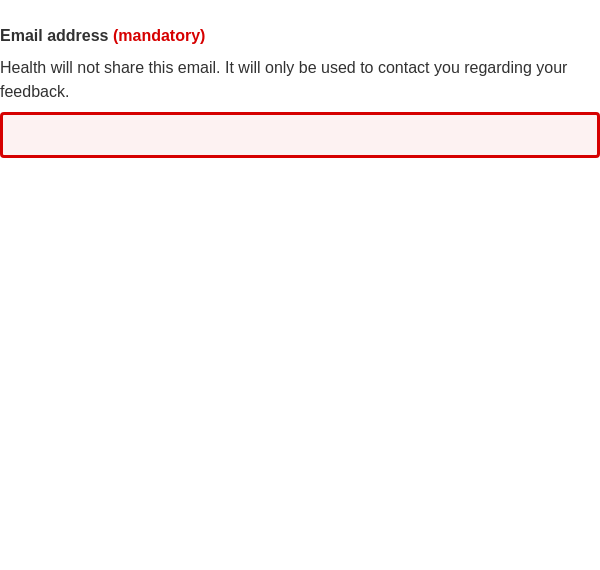 Email address (mandatory)
Health will not share this email. It will only be used to contact you regarding your
feedback.